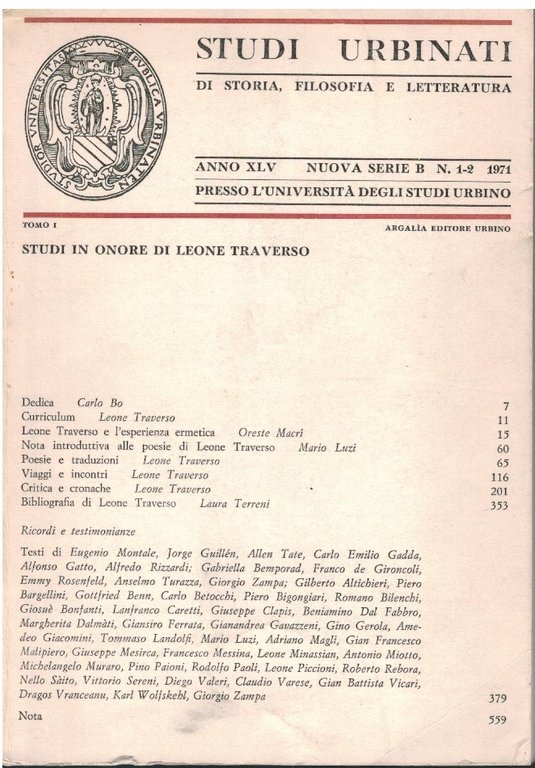 STUDIOR VNIVERSITAS PVBLICA VRBINATEN
STUDI URBINATI
DI STORIA, FILOSOFIA E LETTERATURA
ANNO XLV NUOVA SERIE B N. 1-2 1971
PRESSO L'UNIVERSITÀ DEGLI STUDI URBINO
TOMO I
ARGALÌA EDITORE URBINO
STUDI IN ONORE DI LEONE TRAVERSO
Dedica Carlo Bo 7
Curriculum Leone Traverso 11
Leone Traverso e l'esperienza ermetica Oreste Macrí 15
Nota introduttiva alle poesie di Leone Traverso Mario Luzi 60
Poesie e traduzioni Leone Traverso 65
Viaggi e incontri Leone Traverso 116
Critica e cronache Leone Traverso 201
Bibliografia di Leone Traverso Laura Terreni 353
Ricordi e testimonianze
Testi di Eugenio Montale, Jorge Guillén, Allen Tate, Carlo Emilio Gadda,
Alfonso Gatto, Alfredo Rizzardi; Gabriella Bemporad, Franco de Gironcoli,
Emmy Rosenfeld, Anselmo Turazza, Giorgio Zampa; Gilberto Altichieri, Piero
Bargellini, Gottfried Benn, Carlo Betocchi, Piero Bigongiari, Romano Bilenchi,
Giosuè Bonfanti, Lanfranco Caretti, Giuseppe Clapis, Beniamino Dal Fabbro,
Margherita Dalmàti, Giansiro Ferrata, Gianandrea Gavazzeni, Gino Gerola, Ame-
deo Giacomini, Tommaso Landolfi, Mario Luzi, Adriano Magli, Gian Francesco
Malipiero, Giuseppe Mesirca, Francesco Messina, Leone Minassian, Antonio Miotto,
Michelangelo Muraro, Pino Paioni, Rodolfo Paoli, Leone Piccioni, Roberto Rebora,
Nello Sàito, Vittorio Sereni, Diego Valeri, Claudio Varese, Gian Battista Vicari,
Dragos Vranceanu, Karl Wolfskehl, Giorgio Zampa 379
Nota 559